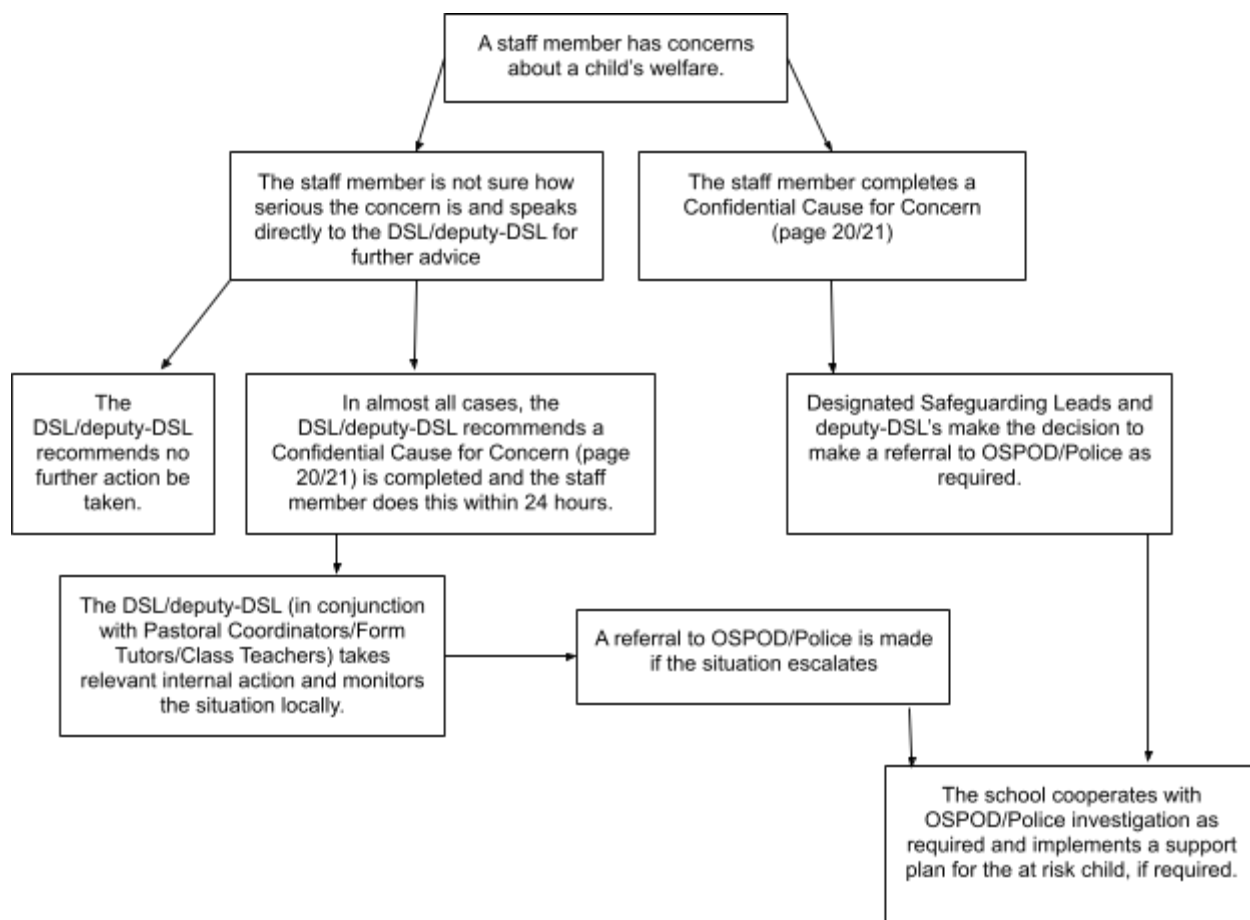 A staff member has concerns
about a child's welfare.
The staff member is not sure how
serious the concern is and speaks
directly to the DSL/deputy-DSL for
further advice
The staff member completes a
Confidential Cause for Concern
(page 20/21)
The
DSL/deputy-DSL
recommends no
further action be
taken.
In almost all cases, the
DSL/deputy-DSL recommends a
Confidential Cause for Concern (page
20/21) is completed and the staff
member does this within 24 hours.
Designated Safeguarding Leads and
deputy-DSL's make the decision to
make a referral to OSPOD/Police as
required.
The DSL/deputy-DSL (in conjunction
with Pastoral Coordinators/Form
Tutors/Class Teachers) takes
relevant internal action and monitors
the situation locally.
A referral to OSPOD/Police is made
if the situation escalates
The school cooperates with
OSPOD/Police investigation as
required and implements a support
plan for the at risk child, if required.